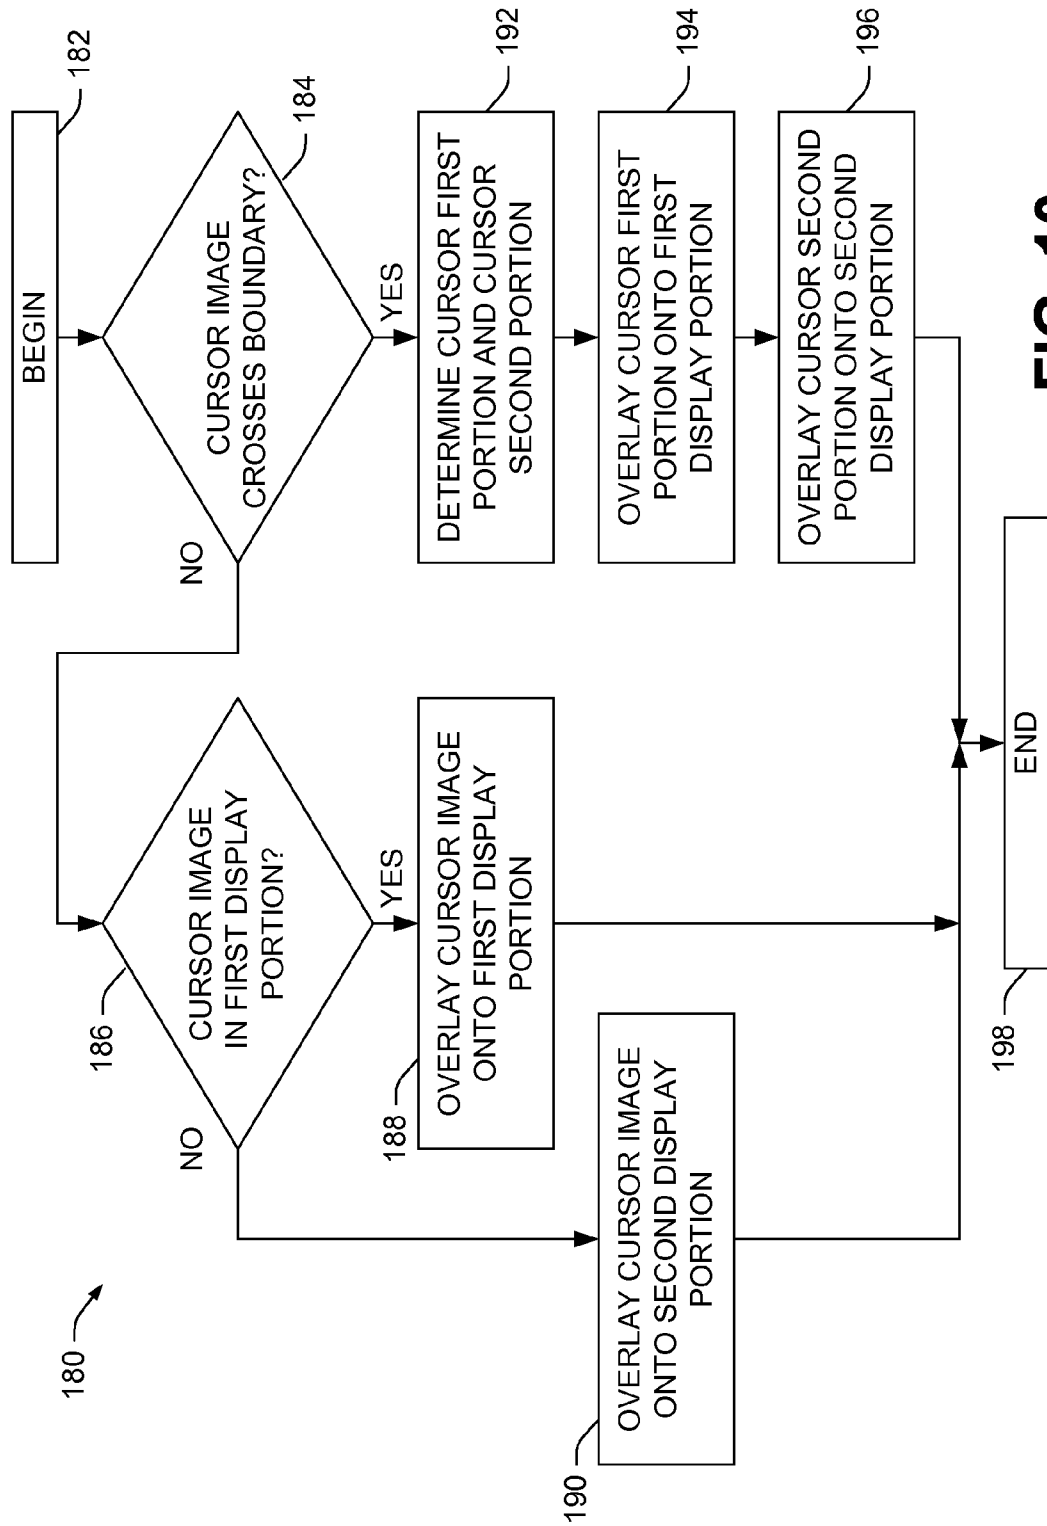 180
BEGIN
182
CURSOR IMAGE
CROSSES BOUNDARY?
184
NO
YES
CURSOR IMAGE
IN FIRST DISPLAY
PORTION?
186
NO
YES
OVERLAY CURSOR IMAGE
ONTO FIRST DISPLAY
PORTION
188
OVERLAY CURSOR IMAGE
ONTO SECOND DISPLAY
PORTION
190
DETERMINE CURSOR FIRST
PORTION AND CURSOR
SECOND PORTION
192
OVERLAY CURSOR FIRST
PORTION ONTO FIRST
DISPLAY PORTION
194
OVERLAY CURSOR SECOND
PORTION ONTO SECOND
DISPLAY PORTION
196
END
198